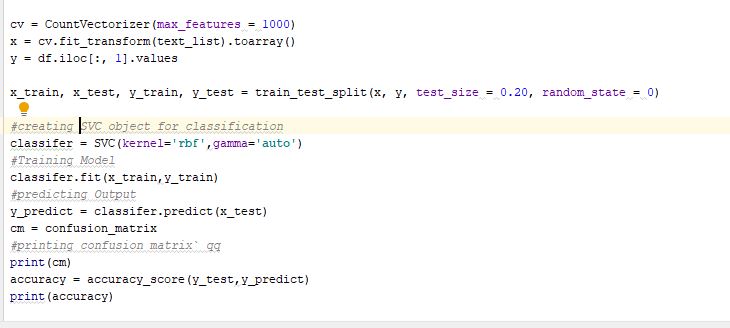 cv = CountVectorizer(max_features = 1000)
x = cv.fit_transform(text_list).toarray()
y = df.iloc[:, 1].values
x_train, x_test, y_train, y_test = train_test_split(x, y, test_size = 0.20, random_state = 0)
#creating SVC object for classification
classifer = SVC(kernel='rbf',gamma='auto')
#Training Model
classifer.fit(x_train,y_train)
#predicting Output
y_predict = classifer.predict(x_test)
cm = confusion_matrix
#printing confusion matrix` qq
print(cm)
accuracy = accuracy_score(y_test,y_predict)
print(accuracy)